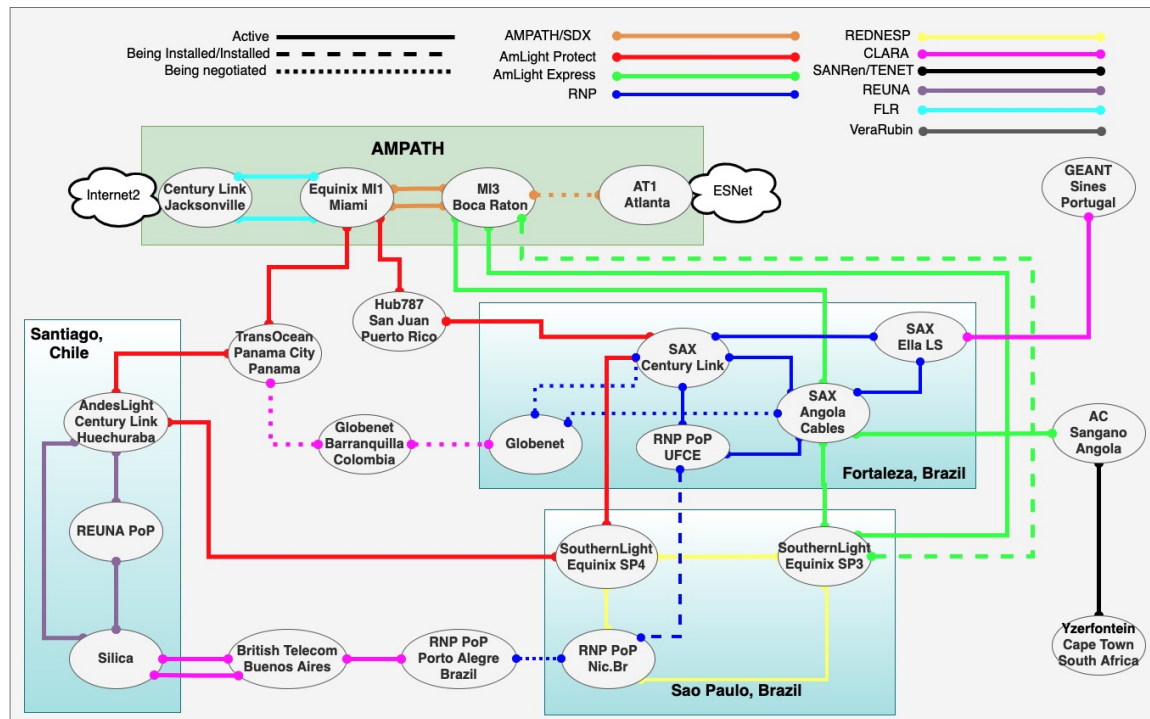 Active
Being Installed/Installed
Being negotiated
AMPATH/SDX
AmLight Protect
AmLight Express
RNP
REDNESP
CLARA
SANRen/TENET
REUNA
FLR
VeraRubin
AMPATH
Internet2
Century Link
Jacksonville
Equinix MI1
Miami
MI3
Boca Raton
AT1
Atlanta
ESNet
GEANT
Sines
Portugal
Santiago,
Chile
TransOcean
Panama City
Panama
Hub787
San Juan
Puerto Rico
SAX
Century Link
SAX
Ella LS
AndesLight
Century Link
Huechuraba
Globenet
Barranquilla
Colombia
Globenet
RNP PoP
UFCE
SAX
Angola
Cables
AC
Sangano
Angola
Fortaleza, Brazil
REUNA PoP
SouthernLight
Equinix SP4
SouthernLight
Equinix SP3
Silica
British Telecom
Buenos Aires
RNP PoP
Porto Alegre
Brazil
RNP PoP
Nic.Br
Yzerfontein
Cape Town
South Africa
Sao Paulo, Brazil